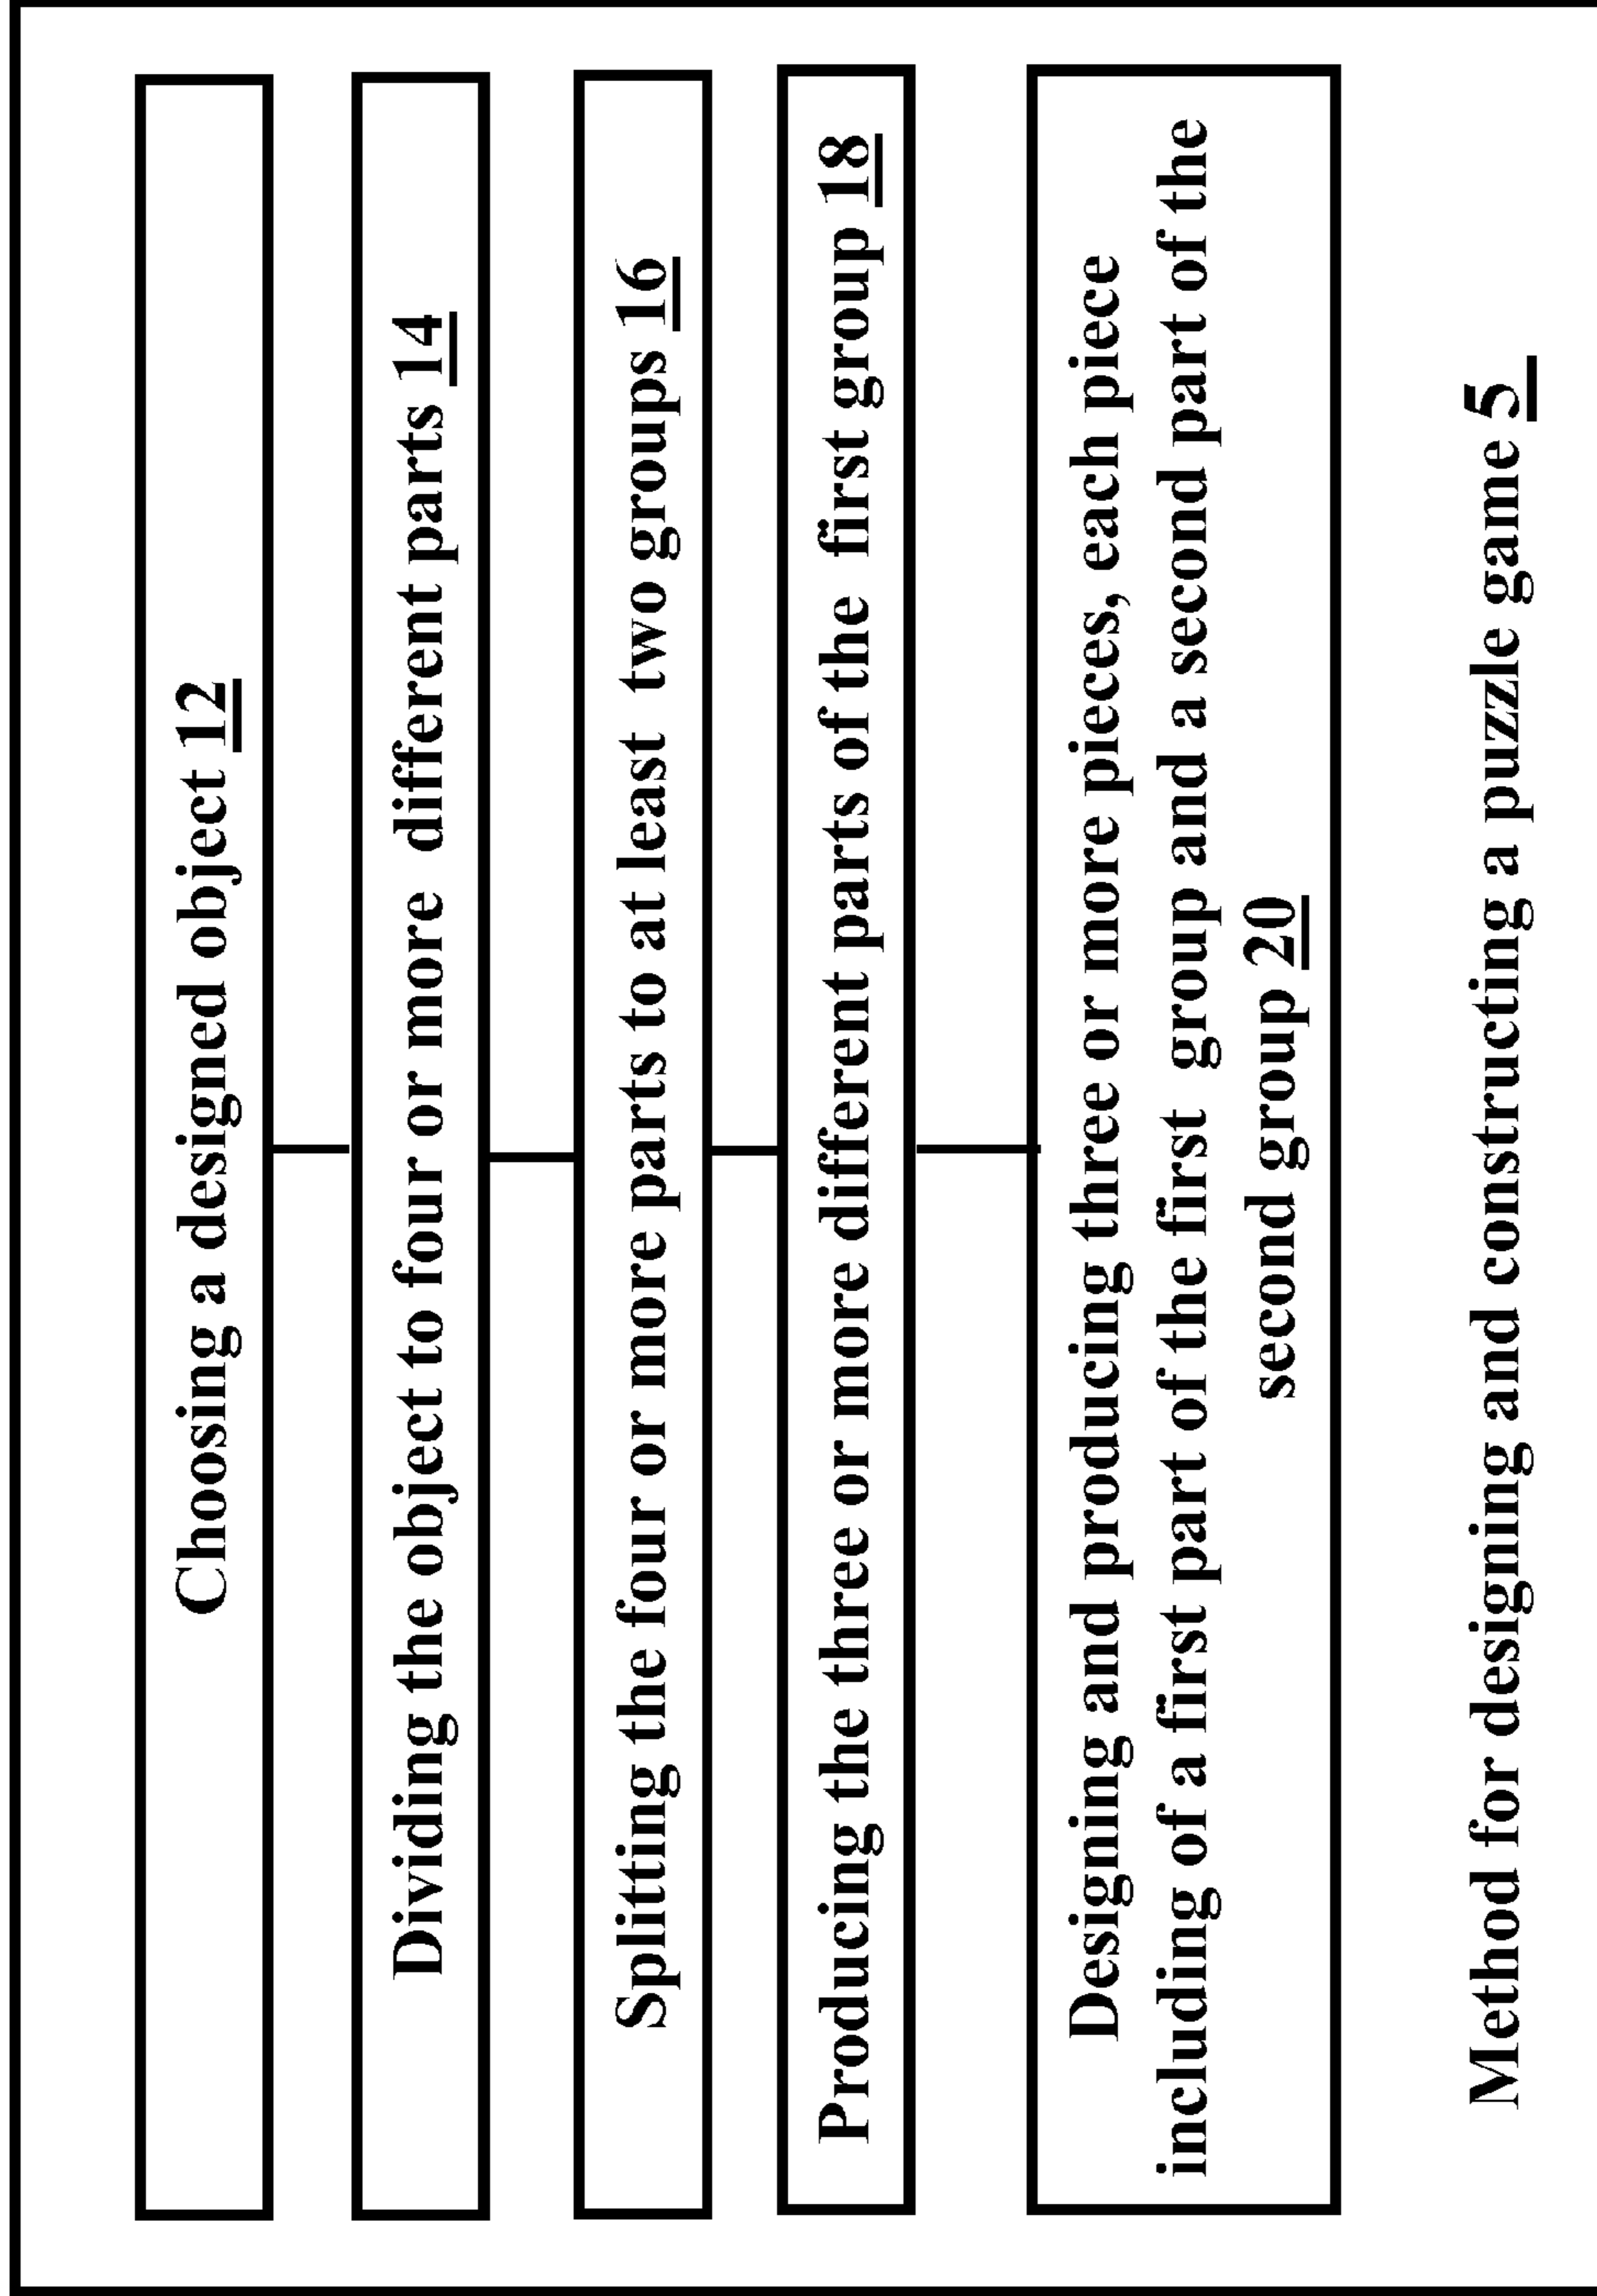 Choosing a designed object 12
Dividing the object to four or more different parts 14
Splitting the four or more parts to at least two groups 16
Producing the three or more different parts of the first group 18
Designing and producing three or more pieces, each piece
including of a first part of the first group and a second part of the
second group 20
Method for designing and constructing a puzzle game 5